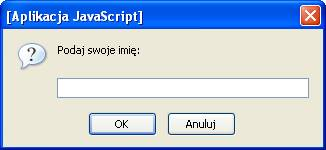 [Aplikacja JavaScript]
Podaj swoje imię:
OK Anuluj